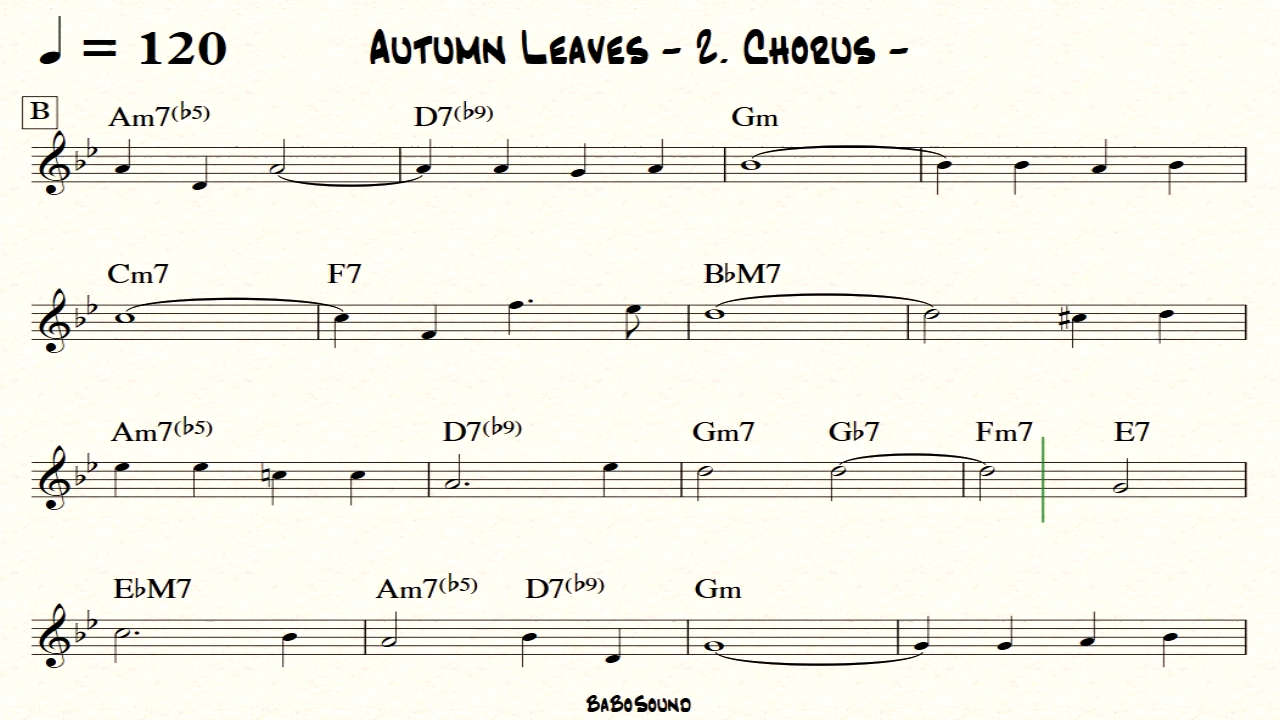 ♩ = 120 AUTUMN LEAVES - 2. CHORUS -
B
Am7(♭5) D7(♭9) Gm
Cm7 F7 B♭M7
Am7(♭5) D7(♭9) Gm7 G♭7 Fm7 E7
E♭M7 Am7(♭5) D7(♭9) Gm
BABOSOUND